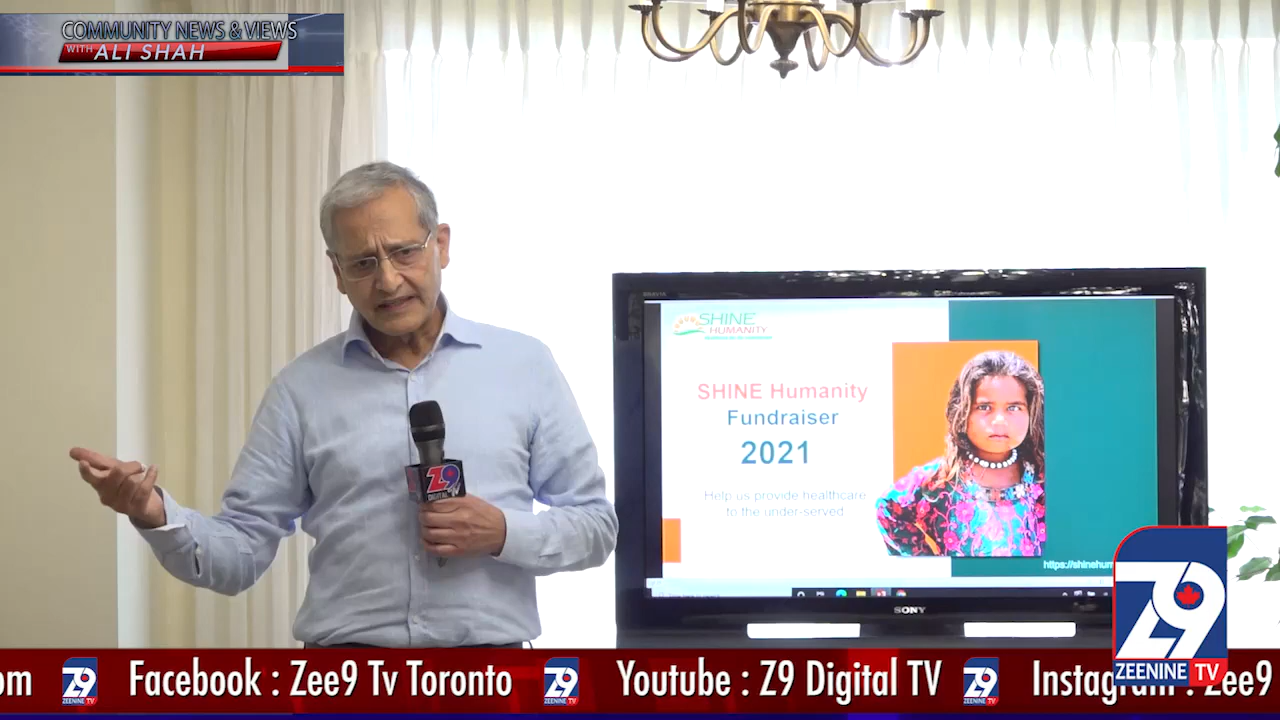 COMMUNITY NEWS & VIEWS
WITH ALI SHAH
SHINE
HUMANITY
SHINE Humanity
Fundraiser
2021
Help us provide healthcare
to the under-served
https://shinehum
SONY
Z9
DIGITAL
Z9
ZEENINE TV
om Z9 ZEENINE TV Facebook : Zee9 Tv Toronto Z9 ZEENINE TV Youtube : Z9 Digital TV Z9 ZEENINE TV Instagram : Zee9